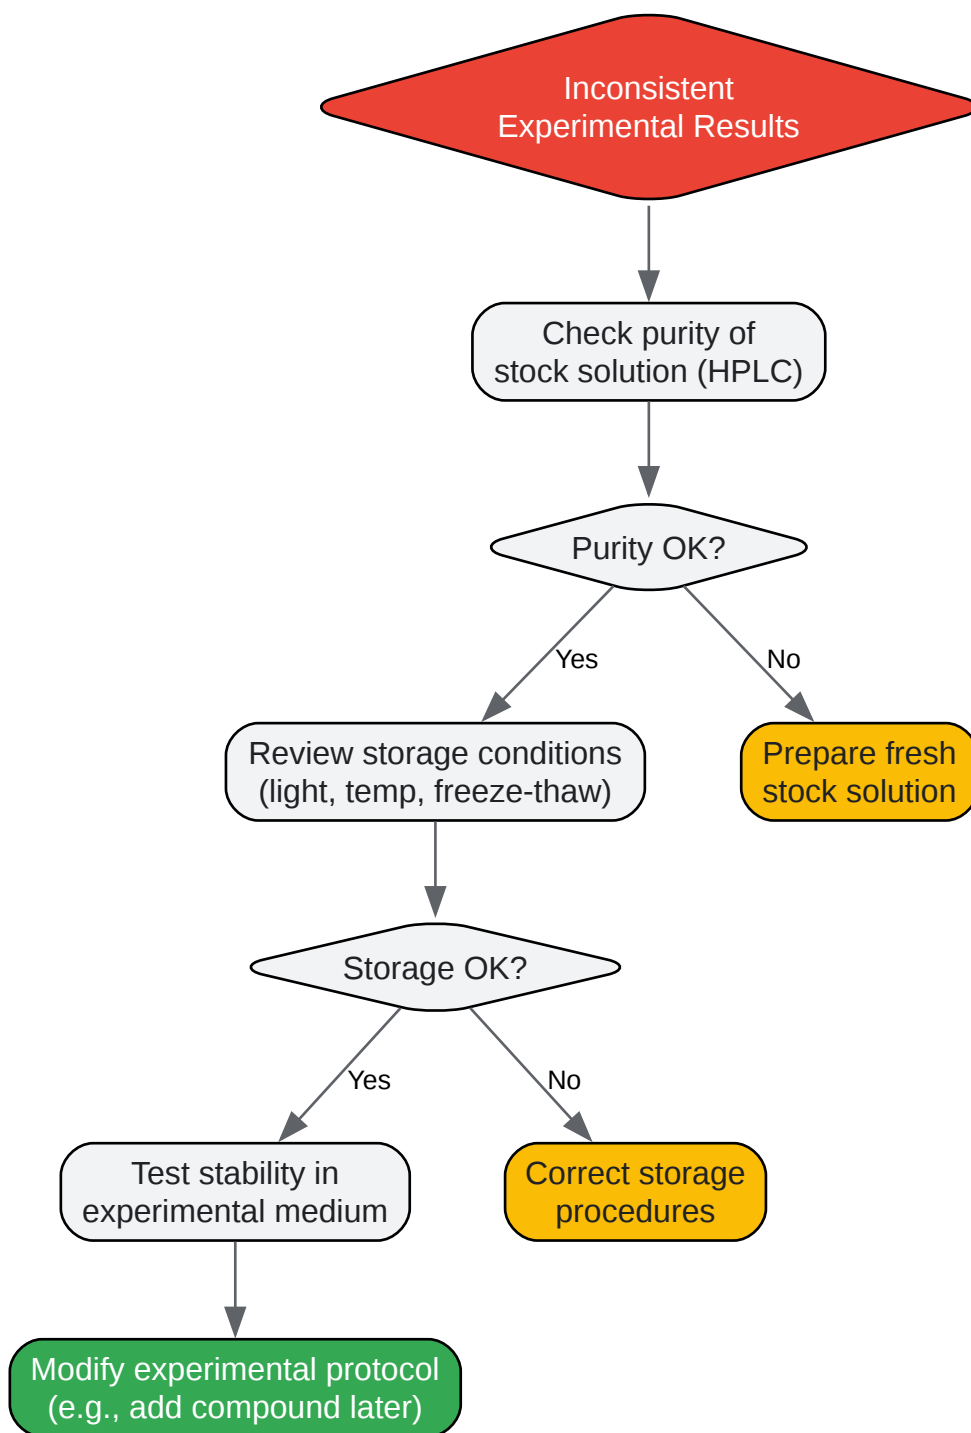 Inconsistent
Experimental Results
Check purity of
stock solution (HPLC)
Purity OK?
Yes
No
Review storage conditions
(light, temp, freeze-thaw)
Prepare fresh
stock solution
Storage OK?
Yes
No
Test stability in
experimental medium
Correct storage
procedures
Modify experimental protocol
(e.g., add compound later)